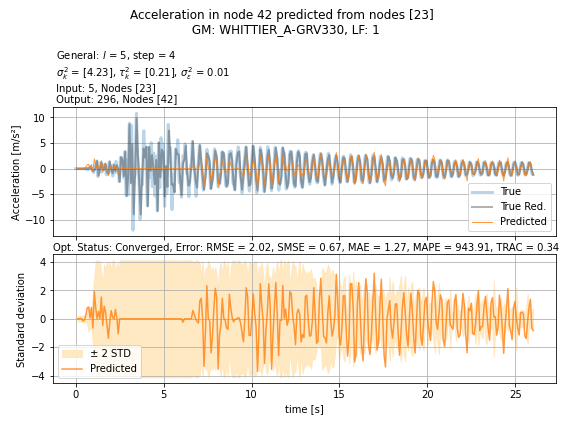 Acceleration in node 42 predicted from nodes [23]
GM: WHITTIER_A-GRV330, LF: 1
General: l = 5, step = 4
σ²ₖ = [4.23], τ²ₖ = [0.21], σ²ε = 0.01
Input: 5, Nodes [23]
Output: 296, Nodes [42]
Acceleration [m/s²]
10
5
0
−5
−10
True
True Red.
Predicted
Opt. Status: Converged, Error: RMSE = 2.02, SMSE = 0.67, MAE = 1.27, MAPE = 943.91, TRAC = 0.34
Standard deviation
4
2
0
−2
−4
± 2 STD
Predicted
0 5 10 15 20 25
time [s]